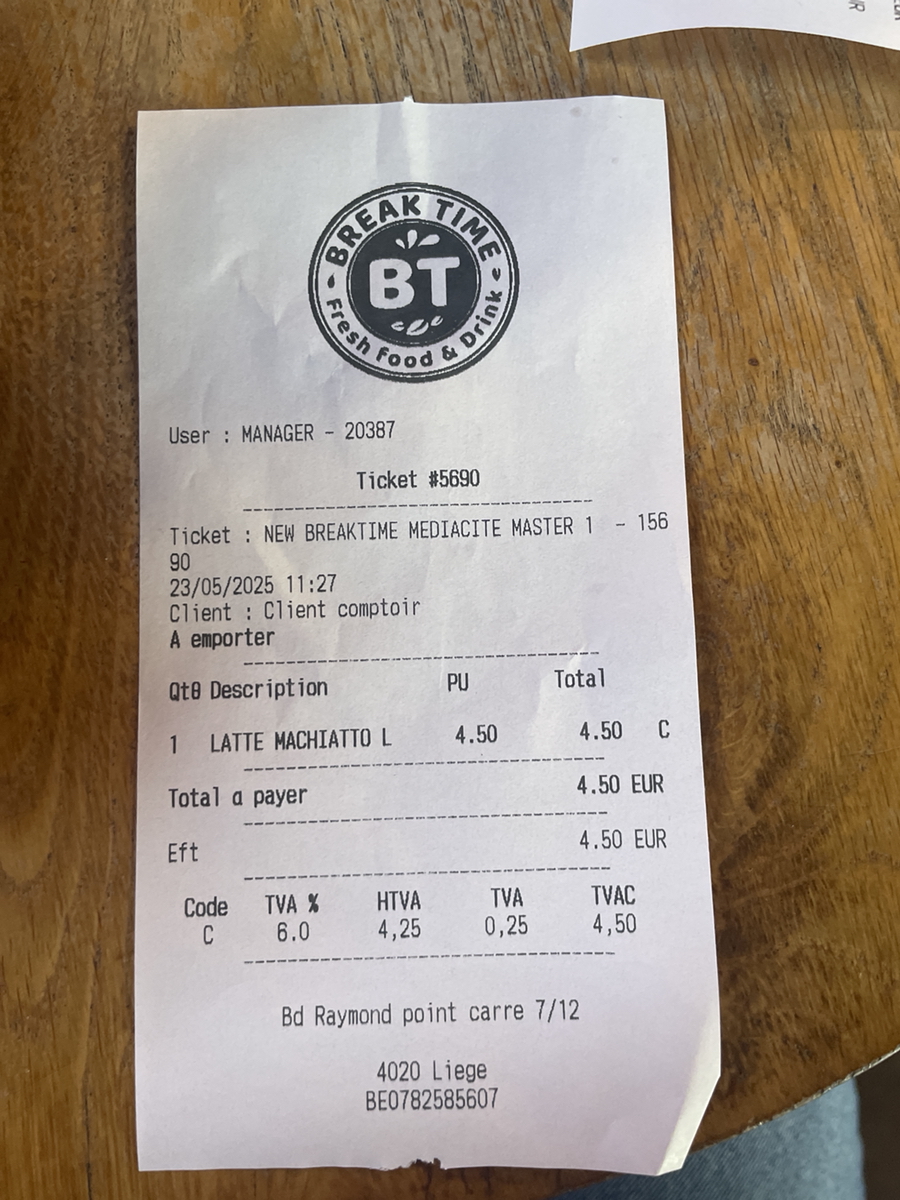 BREAK TIME
BT
Fresh Food & Drink
User : MANAGER - 20387
Ticket #5690
Ticket : NEW BREAKTIME MEDIACITE MASTER 1 - 156
90
23/05/2025 11:27
Client : Client comptoir
A emporter
Qté Description PU Total
1 LATTE MACHIATTO L 4.50 4.50 C
Total a payer 4.50 EUR
Eft 4.50 EUR
Code TVA % HTVA TVA TVAC
C 6.0 4,25 0,25 4,50
Bd Raymond point carre 7/12
4020 Liege
BE0782585607